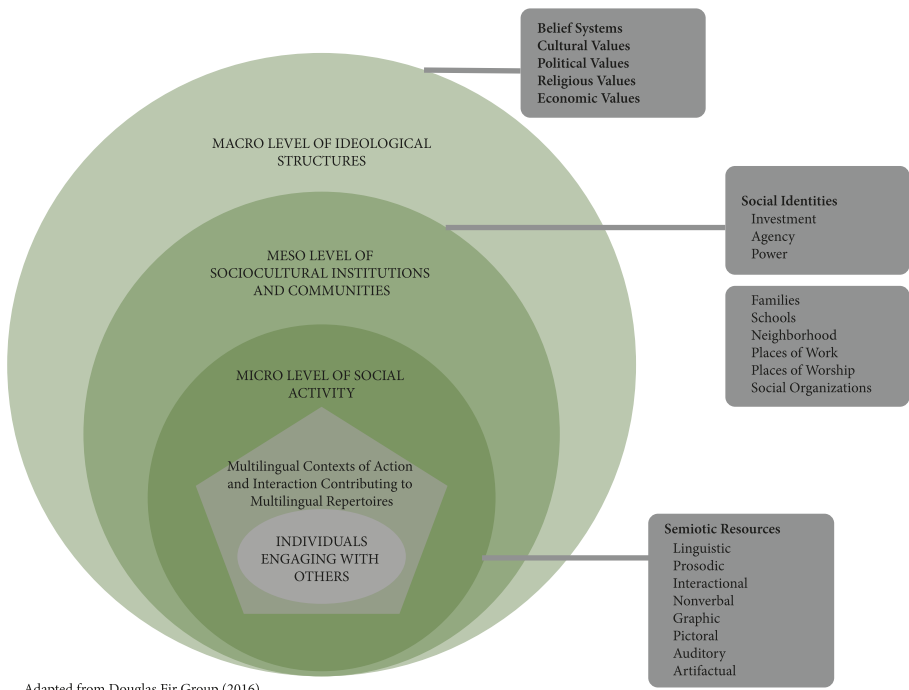 Belief Systems
Cultural Values
Political Values
Religious Values
Economic Values
MACRO LEVEL OF IDEOLOGICAL
STRUCTURES
Social Identities
Investment
Agency
Power
MESO LEVEL OF
SOCIOCULTURAL INSTITUTIONS
AND COMMUNITIES
Families
Schools
Neighborhood
Places of Work
Places of Worship
Social Organizations
MICRO LEVEL OF SOCIAL
ACTIVITY
Multilingual Contexts of Action
and Interaction Contributing to
Multilingual Repertoires
INDIVIDUALS
ENGAGING WITH
OTHERS
Semiotic Resources
Linguistic
Prosodic
Interactional
Nonverbal
Graphic
Pictoral
Auditory
Artifactual
Adapted from Douglas Fir Group (2016)